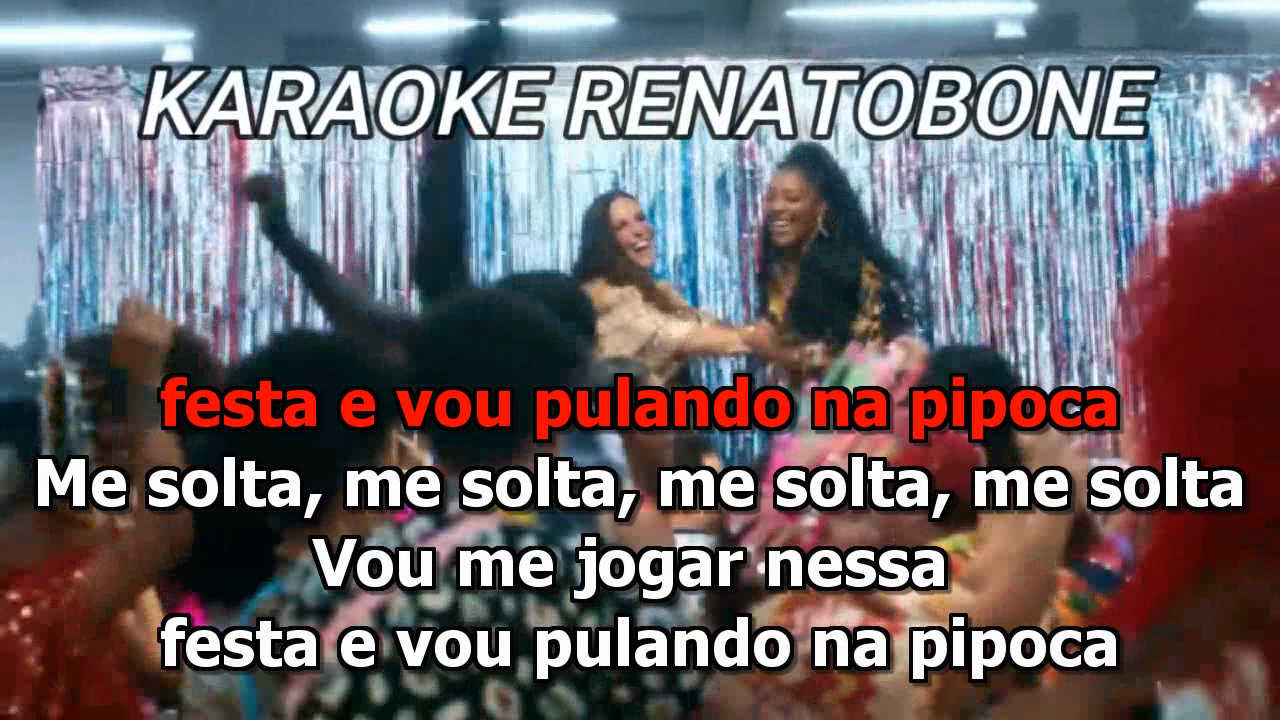 KARAOKE RENATOBONE
festa e vou pulando na pipoca
Me solta, me solta, me solta, me solta
Vou me jogar nessa
festa e vou pulando na pipoca